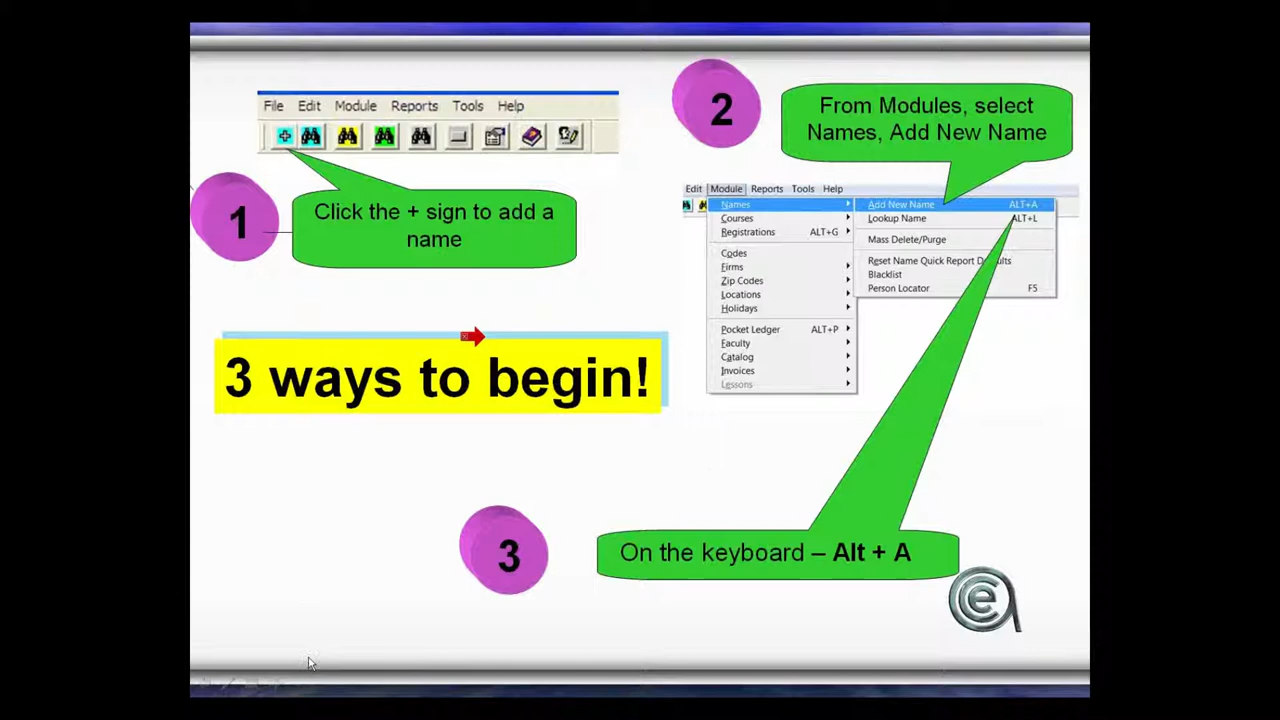 File Edit Module Reports Tools Help
1
Click the + sign to add a
name
2
From Modules, select
Names, Add New Name
Edit Module Reports Tools Help
Names
Courses
Registrations ALT+G
Codes
Firms
Zip Codes
Locations
Holidays
Pocket Ledger ALT+P
Faculty
Catalog
Invoices
Lessons
Add New Name ALT+A
Lookup Name ALT+L
Mass Delete/Purge
Reset Name Quick Report
Blacklist
Person Locator F5
3 ways to begin!
3
On the keyboard – Alt + A